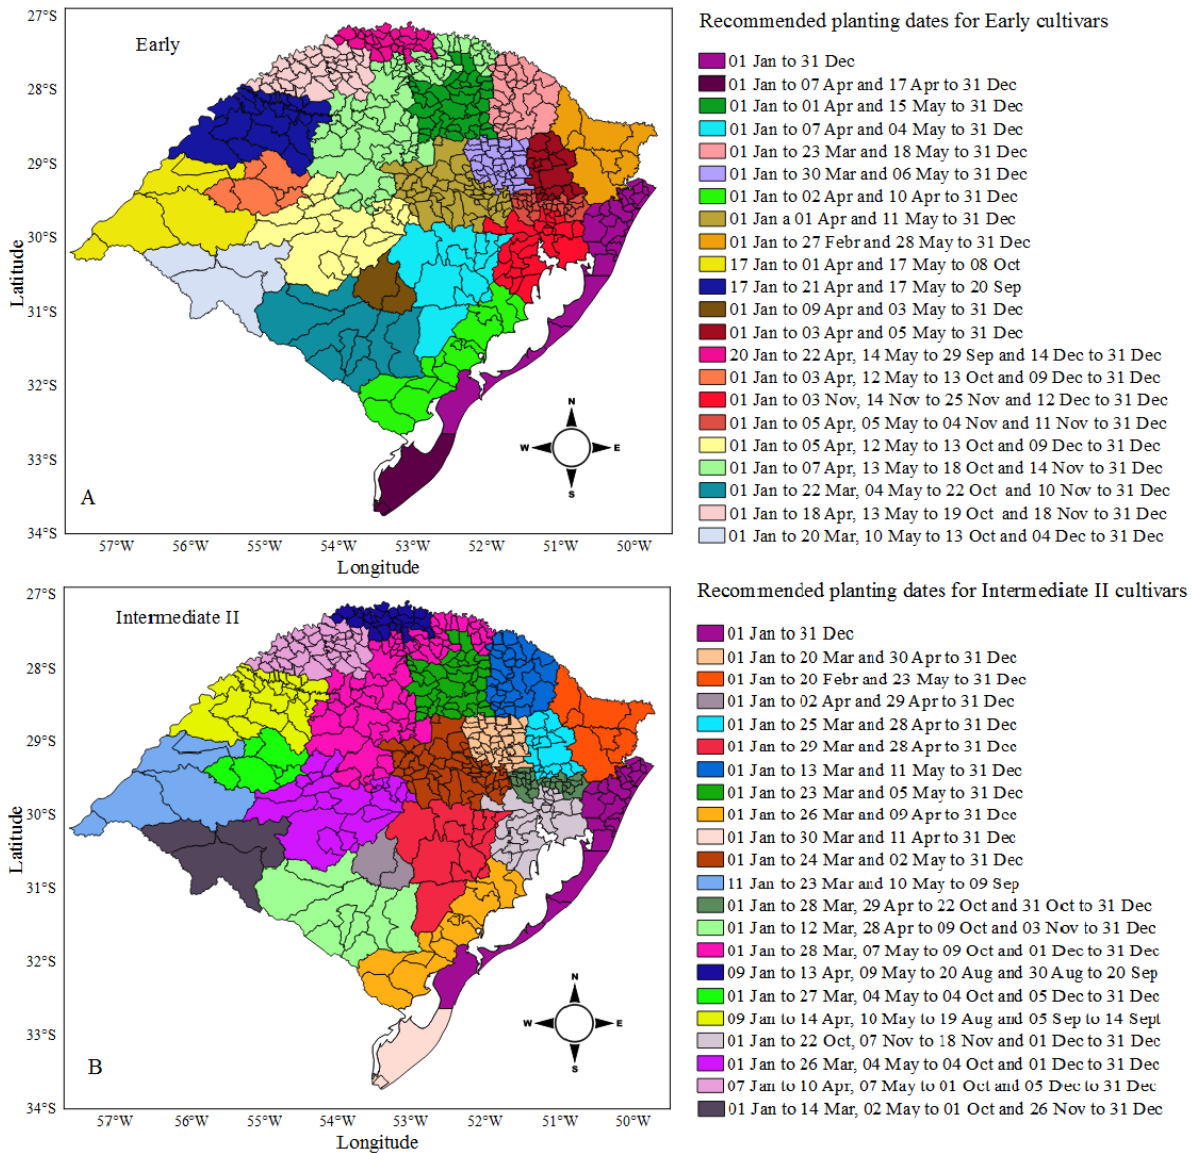 Early
27°S
28°S
29°S
30°S
31°S
32°S
33°S
34°S
Latitude
A
N
W
E
S
57°W
56°W
55°W
54°W
53°W
52°W
51°W
50°W
Longitude
Recommended planting dates for Early cultivars
01 Jan to 31 Dec
01 Jan to 07 Apr and 17 Apr to 31 Dec
01 Jan to 01 Apr and 15 May to 31 Dec
01 Jan to 07 Apr and 04 May to 31 Dec
01 Jan to 23 Mar and 18 May to 31 Dec
01 Jan to 30 Mar and 06 May to 31 Dec
01 Jan to 02 Apr and 10 Apr to 31 Dec
01 Jan a 01 Apr and 11 May to 31 Dec
01 Jan to 27 Febr and 28 May to 31 Dec
17 Jan to 01 Apr and 17 May to 08 Oct
17 Jan to 21 Apr and 17 May to 20 Sep
01 Jan to 09 Apr and 03 May to 31 Dec
01 Jan to 03 Apr and 05 May to 31 Dec
20 Jan to 22 Apr, 14 May to 29 Sep and 14 Dec to 31 Dec
01 Jan to 03 Apr, 12 May to 13 Oct and 09 Dec to 31 Dec
01 Jan to 03 Nov, 14 Nov to 25 Nov and 12 Dec to 31 Dec
01 Jan to 05 Apr, 05 May to 04 Nov and 11 Nov to 31 Dec
01 Jan to 05 Apr, 12 May to 13 Oct and 09 Dec to 31 Dec
01 Jan to 07 Apr, 13 May to 18 Oct and 14 Nov to 31 Dec
01 Jan to 22 Mar, 04 May to 22 Oct and 10 Nov to 31 Dec
01 Jan to 18 Apr, 13 May to 19 Oct and 18 Nov to 31 Dec
01 Jan to 20 Mar, 10 May to 13 Oct and 04 Dec to 31 Dec
Intermediate II
27°S
28°S
29°S
30°S
31°S
32°S
33°S
34°S
Latitude
B
N
W
E
S
57°W
56°W
55°W
54°W
53°W
52°W
51°W
50°W
Longitude
Recommended planting dates for Intermediate II cultivars
01 Jan to 31 Dec
01 Jan to 20 Mar and 30 Apr to 31 Dec
01 Jan to 20 Febr and 23 May to 31 Dec
01 Jan to 02 Apr and 29 Apr to 31 Dec
01 Jan to 25 Mar and 28 Apr to 31 Dec
01 Jan to 29 Mar and 28 Apr to 31 Dec
01 Jan to 13 Mar and 11 May to 31 Dec
01 Jan to 23 Mar and 05 May to 31 Dec
01 Jan to 26 Mar and 09 Apr to 31 Dec
01 Jan to 30 Mar and 11 Apr to 31 Dec
01 Jan to 24 Mar and 02 May to 31 Dec
11 Jan to 23 Mar and 10 May to 09 Sep
01 Jan to 28 Mar, 29 Apr to 22 Oct and 31 Oct to 31 Dec
01 Jan to 12 Mar, 28 Apr to 09 Oct and 03 Nov to 31 Dec
01 Jan to 28 Mar, 07 May to 09 Oct and 01 Dec to 31 Dec
09 Jan to 13 Apr, 09 May to 20 Aug and 30 Aug to 20 Sep
01 Jan to 27 Mar, 04 May to 04 Oct and 05 Dec to 31 Dec
09 Jan to 14 Apr, 10 May to 19 Aug and 05 Sep to 14 Sept
01 Jan to 22 Oct, 07 Nov to 18 Nov and 01 Dec to 31 Dec
01 Jan to 26 Mar, 04 May to 04 Oct and 01 Dec to 31 Dec
07 Jan to 10 Apr, 07 May to 01 Oct and 05 Dec to 31 Dec
01 Jan to 14 Mar, 02 May to 01 Oct and 26 Nov to 31 Dec